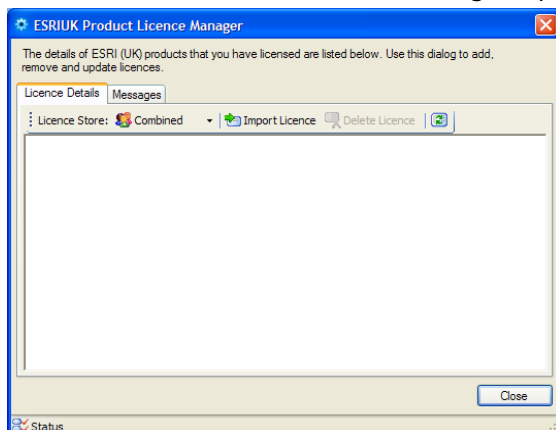 ESRIUK Product Licence Manager
The details of ESRI (UK) products that you have licensed are listed below. Use this dialog to add,
remove and update licences.
Licence Details Messages
Licence Store: Combined Import Licence Delete Licence
Close
Status